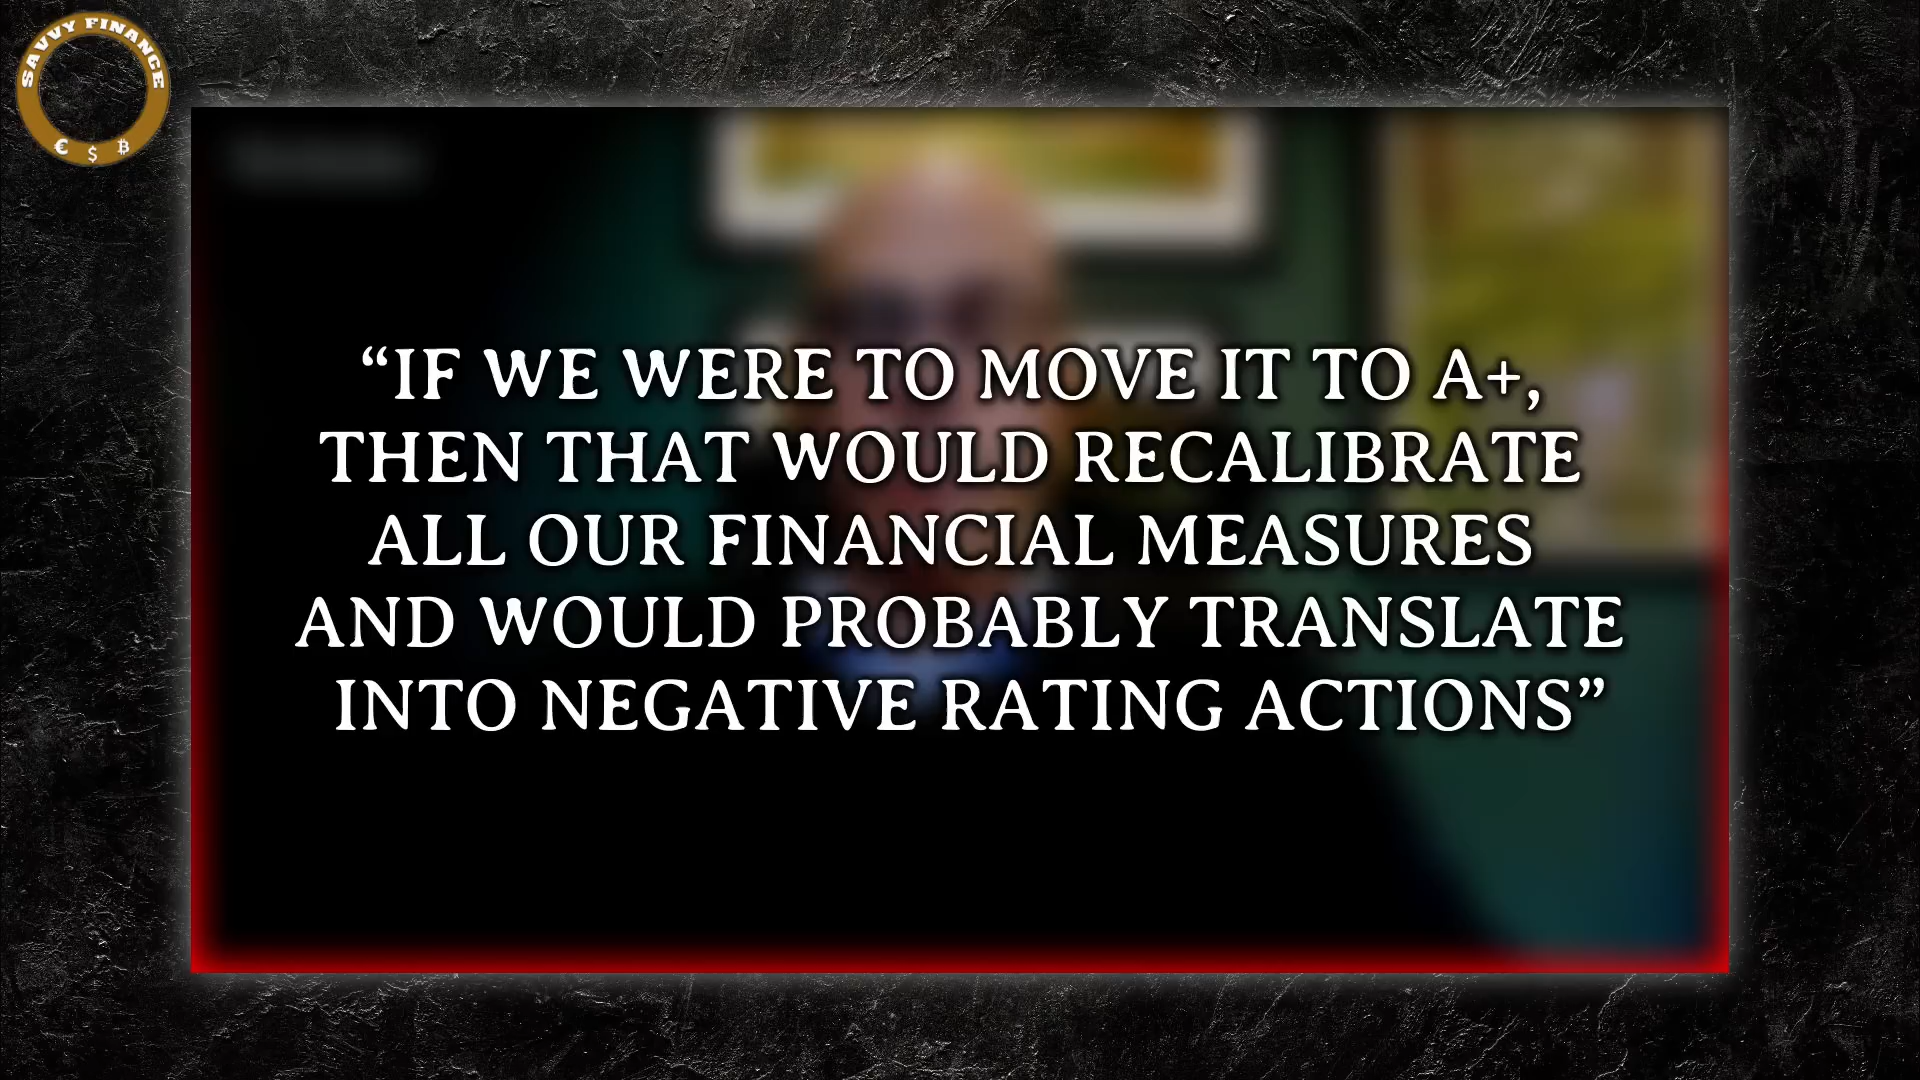 SAVVY FINANCE
€ $ B
“IF WE WERE TO MOVE IT TO A+,
THEN THAT WOULD RECALIBRATE
ALL OUR FINANCIAL MEASURES
AND WOULD PROBABLY TRANSLATE
INTO NEGATIVE RATING ACTIONS”